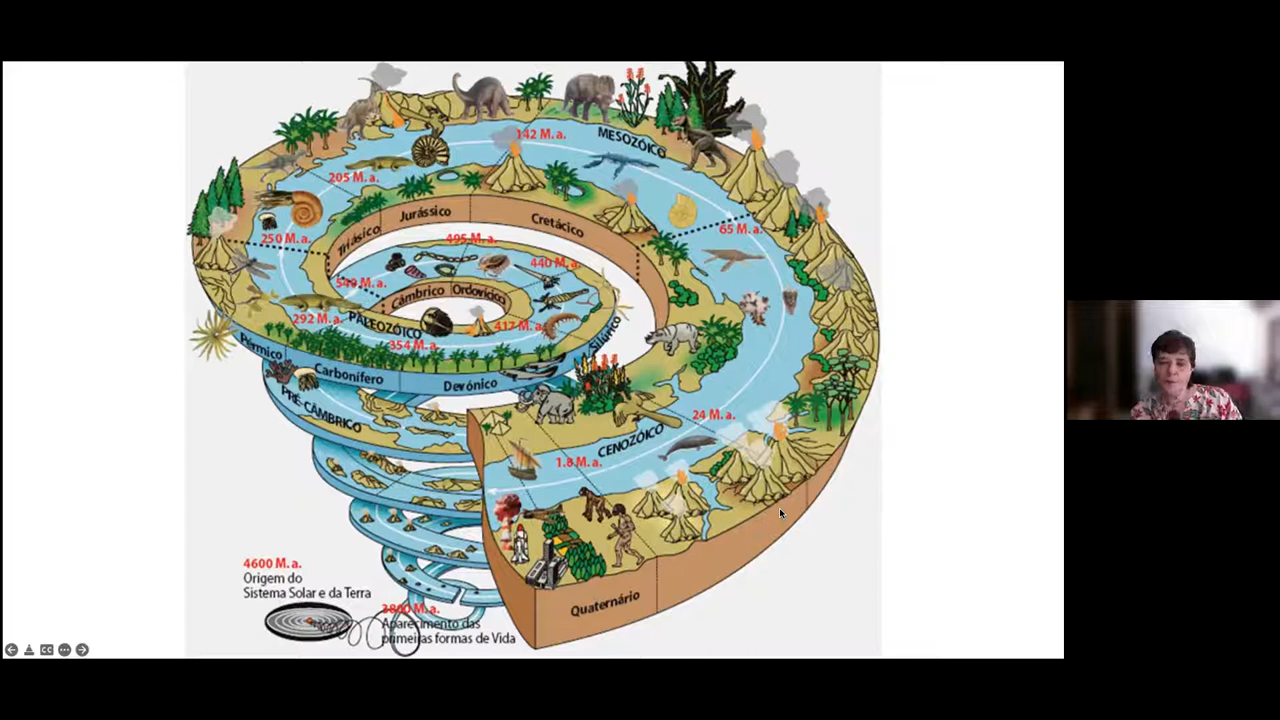 142 M.a.
MESOZÓICO
205 M.a.
Jurássico
Cretácico
Triásico
65 M.a.
250 M.a.
495 M.a.
440 M.a.
540 M.a.
Câmbrico
Ordovícico
292 M.a.
PALEOZÓICO
417 M.a.
354 M.a.
Silúrico
Pérmico
Carbonífero
Devónico
PRÉ-CÂMBRICO
24 M.a.
CENOZÓICO
1.8 M.a.
Quaternário
4600 M.a.
Origem do
Sistema Solar e da Terra
3800 M.a.
Aparecimento das
primeiras formas de Vida